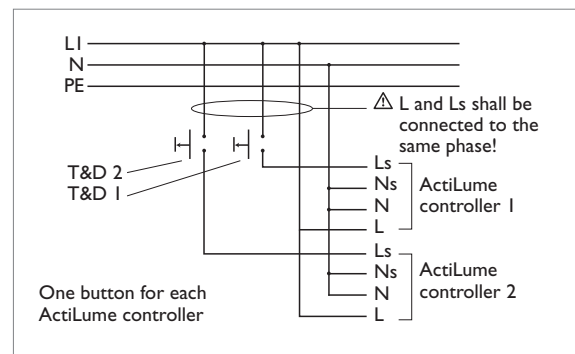 L1
N
PE
⚠ L and Ls shall be
connected to the
same phase!
T&D 2
T&D 1
Ls
Ns
N
L
ActiLume
controller 1
Ls
Ns
N
L
ActiLume
controller 2
One button for each
ActiLume controller